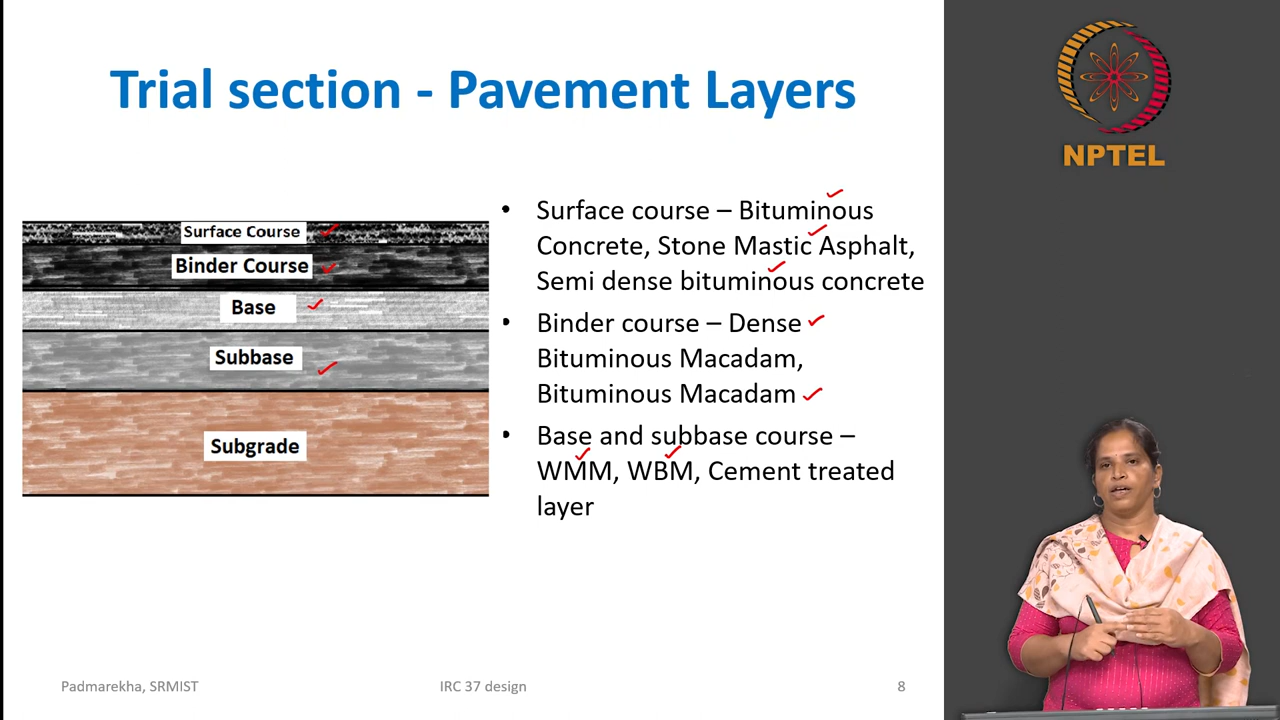 Trial section - Pavement Layers
NPTEL
Surface Course
Binder Course
Base
Subbase
Subgrade
• Surface course – Bituminous
Concrete, Stone Mastic Asphalt,
Semi dense bituminous concrete
• Binder course – Dense
Bituminous Macadam,
Bituminous Macadam
• Base and subbase course –
WMM, WBM, Cement treated
layer
Padmarekha, SRMIST
IRC 37 design
8